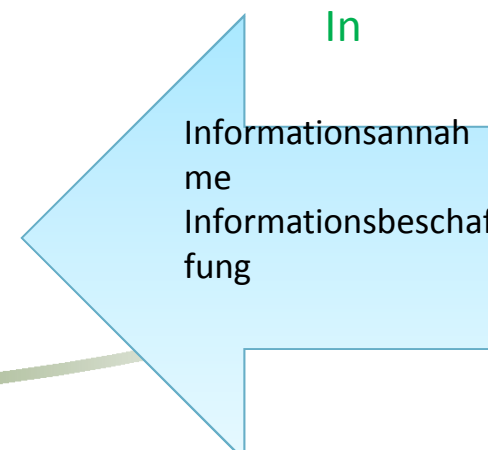 In
Informationsannah
me
Informationsbeschaf
fung